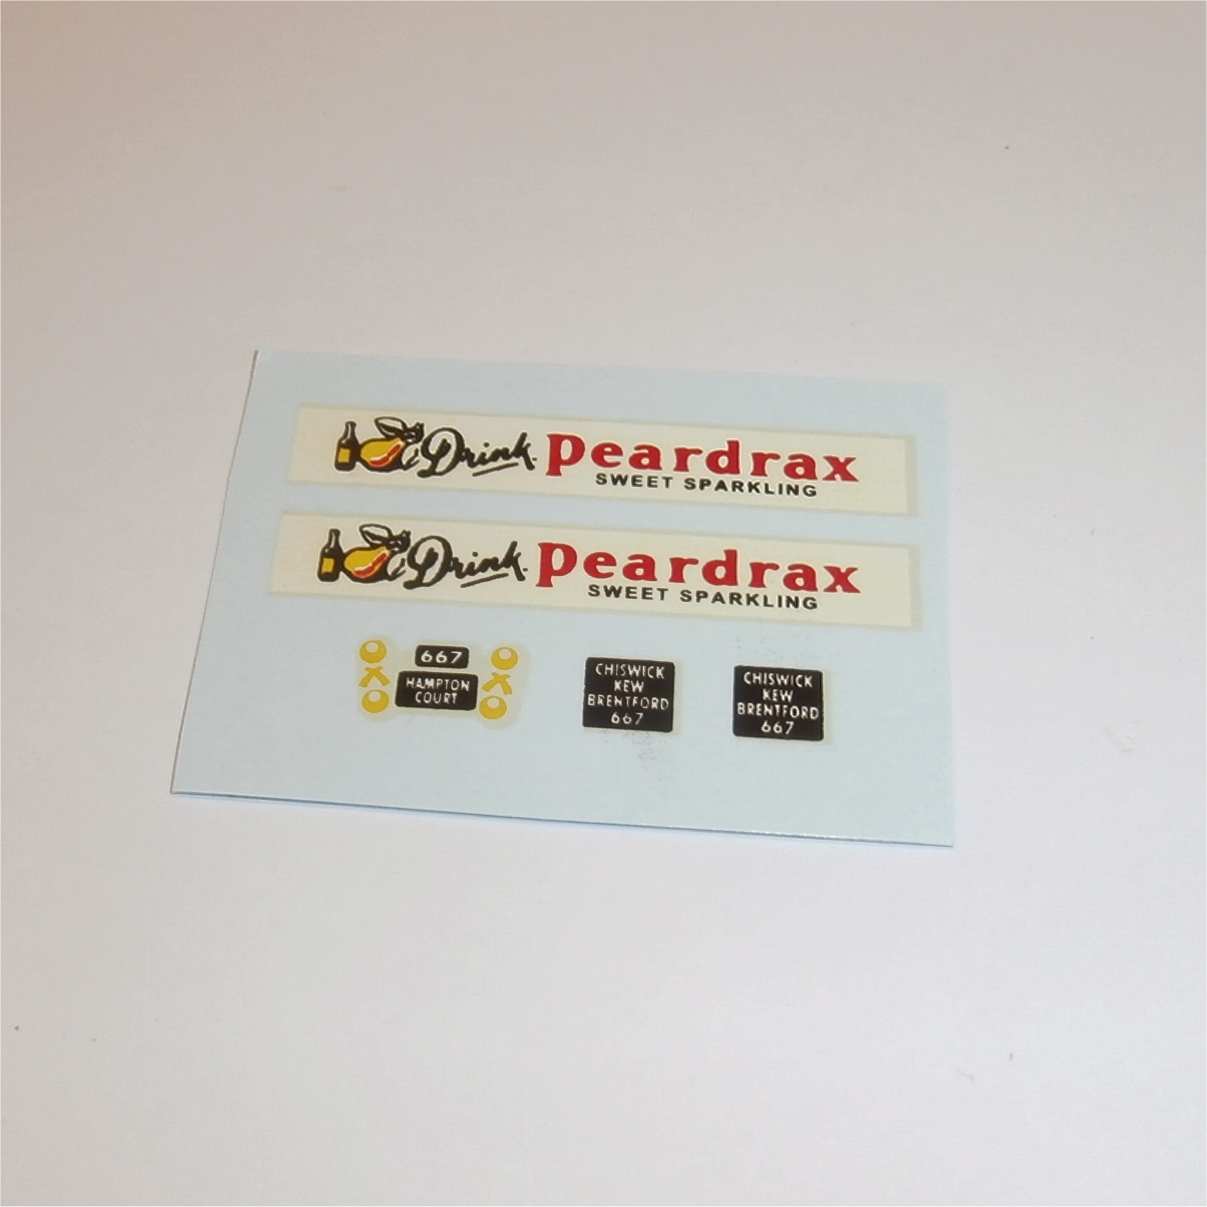 Drink Peardrax
SWEET SPARKLING
Drink Peardrax
SWEET SPARKLING
667
HAMPTON
COURT
CHISWICK
KEW
BRENTFORD
667
CHISWICK
KEW
BRENTFORD
667